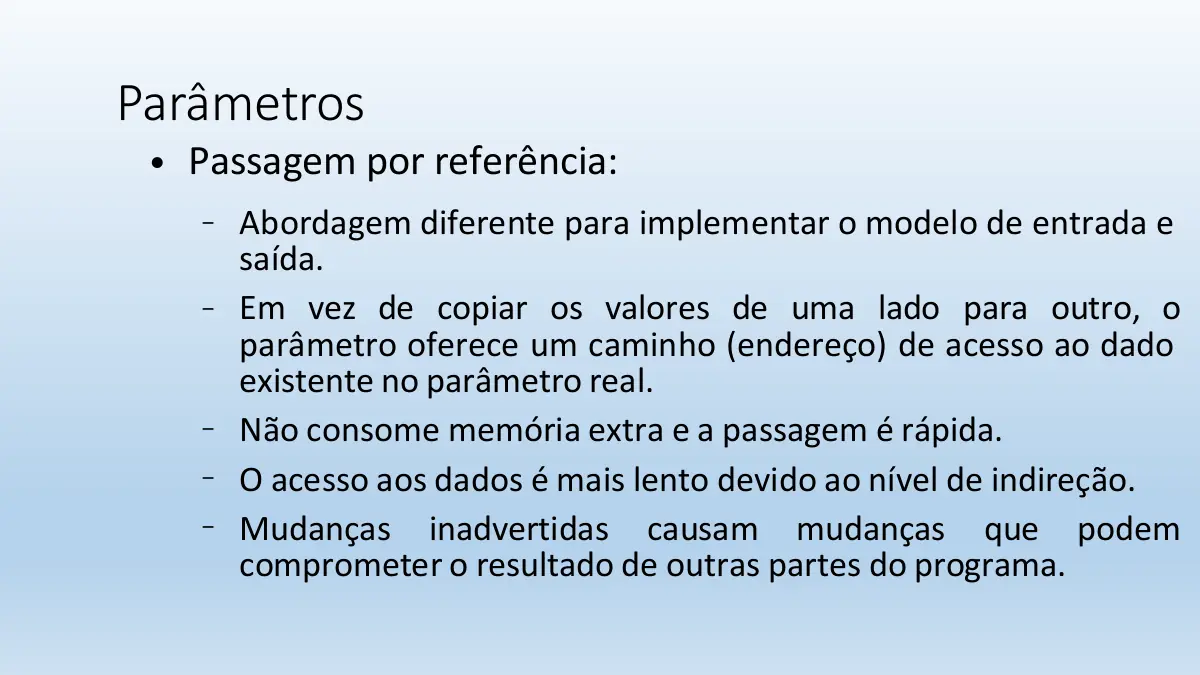 Parâmetros
• Passagem por referência:
– Abordagem diferente para implementar o modelo de entrada e
saída.
– Em vez de copiar os valores de uma lado para outro, o
parâmetro oferece um caminho (endereço) de acesso ao dado
existente no parâmetro real.
– Não consome memória extra e a passagem é rápida.
– O acesso aos dados é mais lento devido ao nível de indireção.
– Mudanças inadvertidas causam mudanças que podem
comprometer o resultado de outras partes do programa.